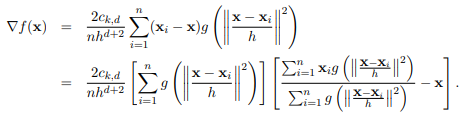 ∇f(x) = \frac{2c_{k,d}}{nh^{d+2}} \sum_{i=1}^{n} (x_i − x) g\left( \left\| \frac{x − x_i}{h} \right\|^2 \right)
= \frac{2c_{k,d}}{nh^{d+2}} \left[ \sum_{i=1}^{n} g\left( \left\| \frac{x − x_i}{h} \right\|^2 \right) \right] \left[ \frac{\sum_{i=1}^{n} x_i g\left( \left\| \frac{x−x_i}{h} \right\|^2 \right)}{\sum_{i=1}^{n} g\left( \left\| \frac{x−x_i}{h} \right\|^2 \right)} − x \right].